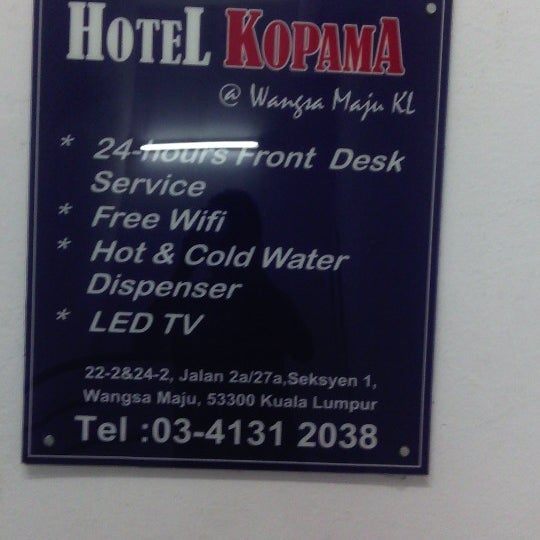 HOTEL KOPAMA
@ Wangsa Maju KL
* 24-hours Front Desk
Service
* Free Wifi
* Hot & Cold Water
Dispenser
* LED TV
22-2&24-2, Jalan 2a/27a,Seksyen 1,
Wangsa Maju, 53300 Kuala Lumpur
Tel :03-4131 2038